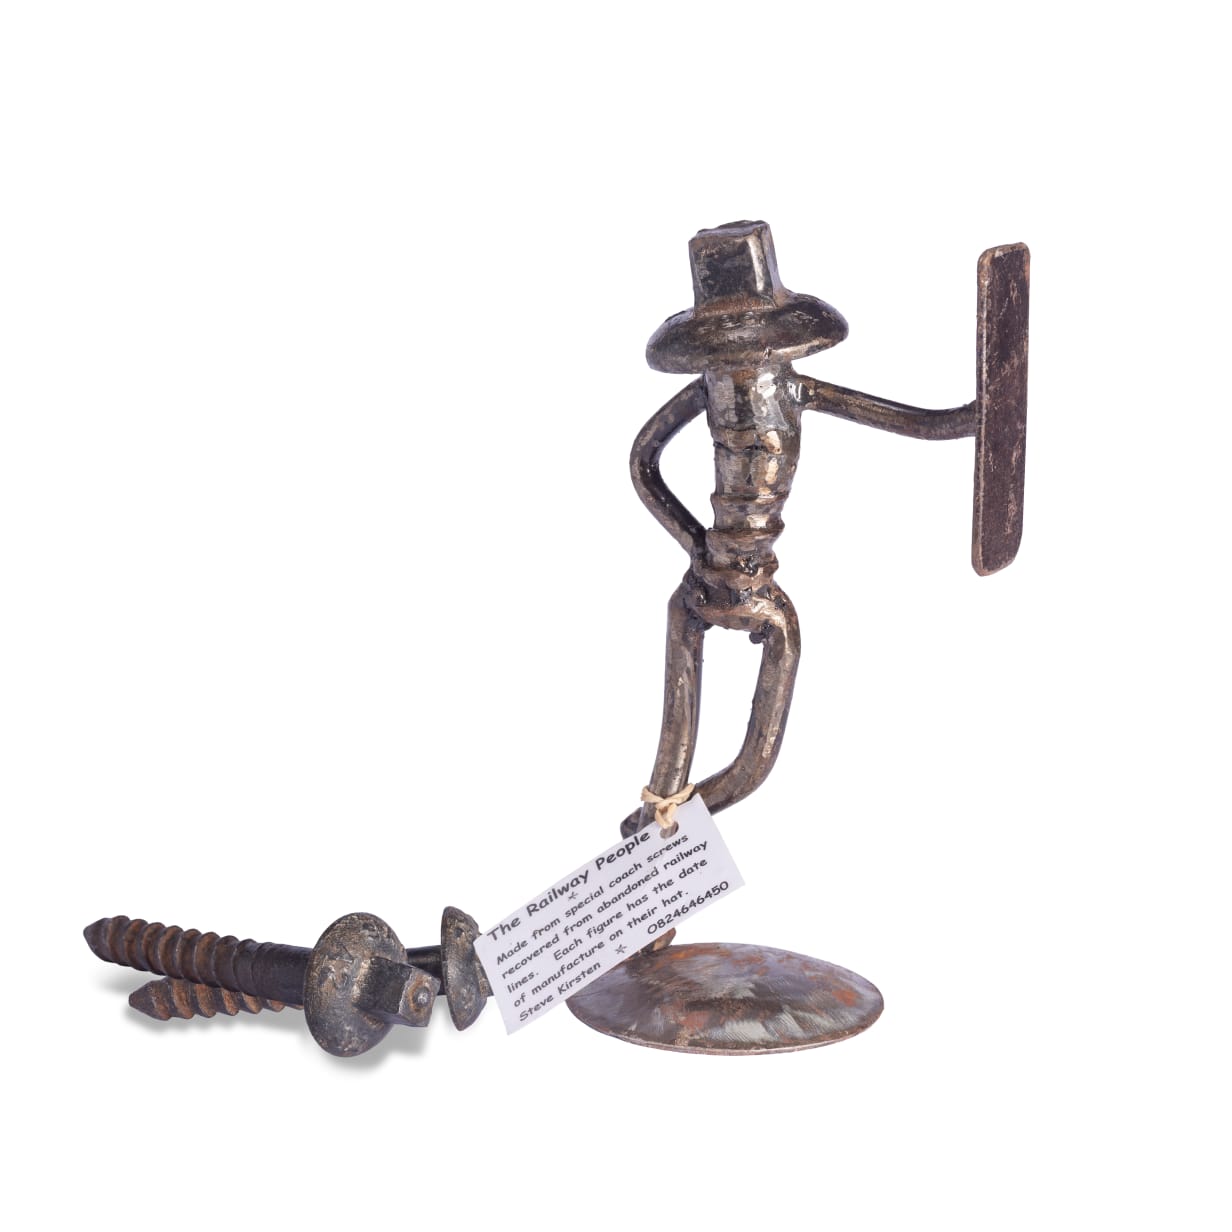 The Railway People
*
Made from special coach screws
recovered from abandoned railway
lines. Each figure has the date
of manufacture on their hat.
Steve Kirsten * 0824646450